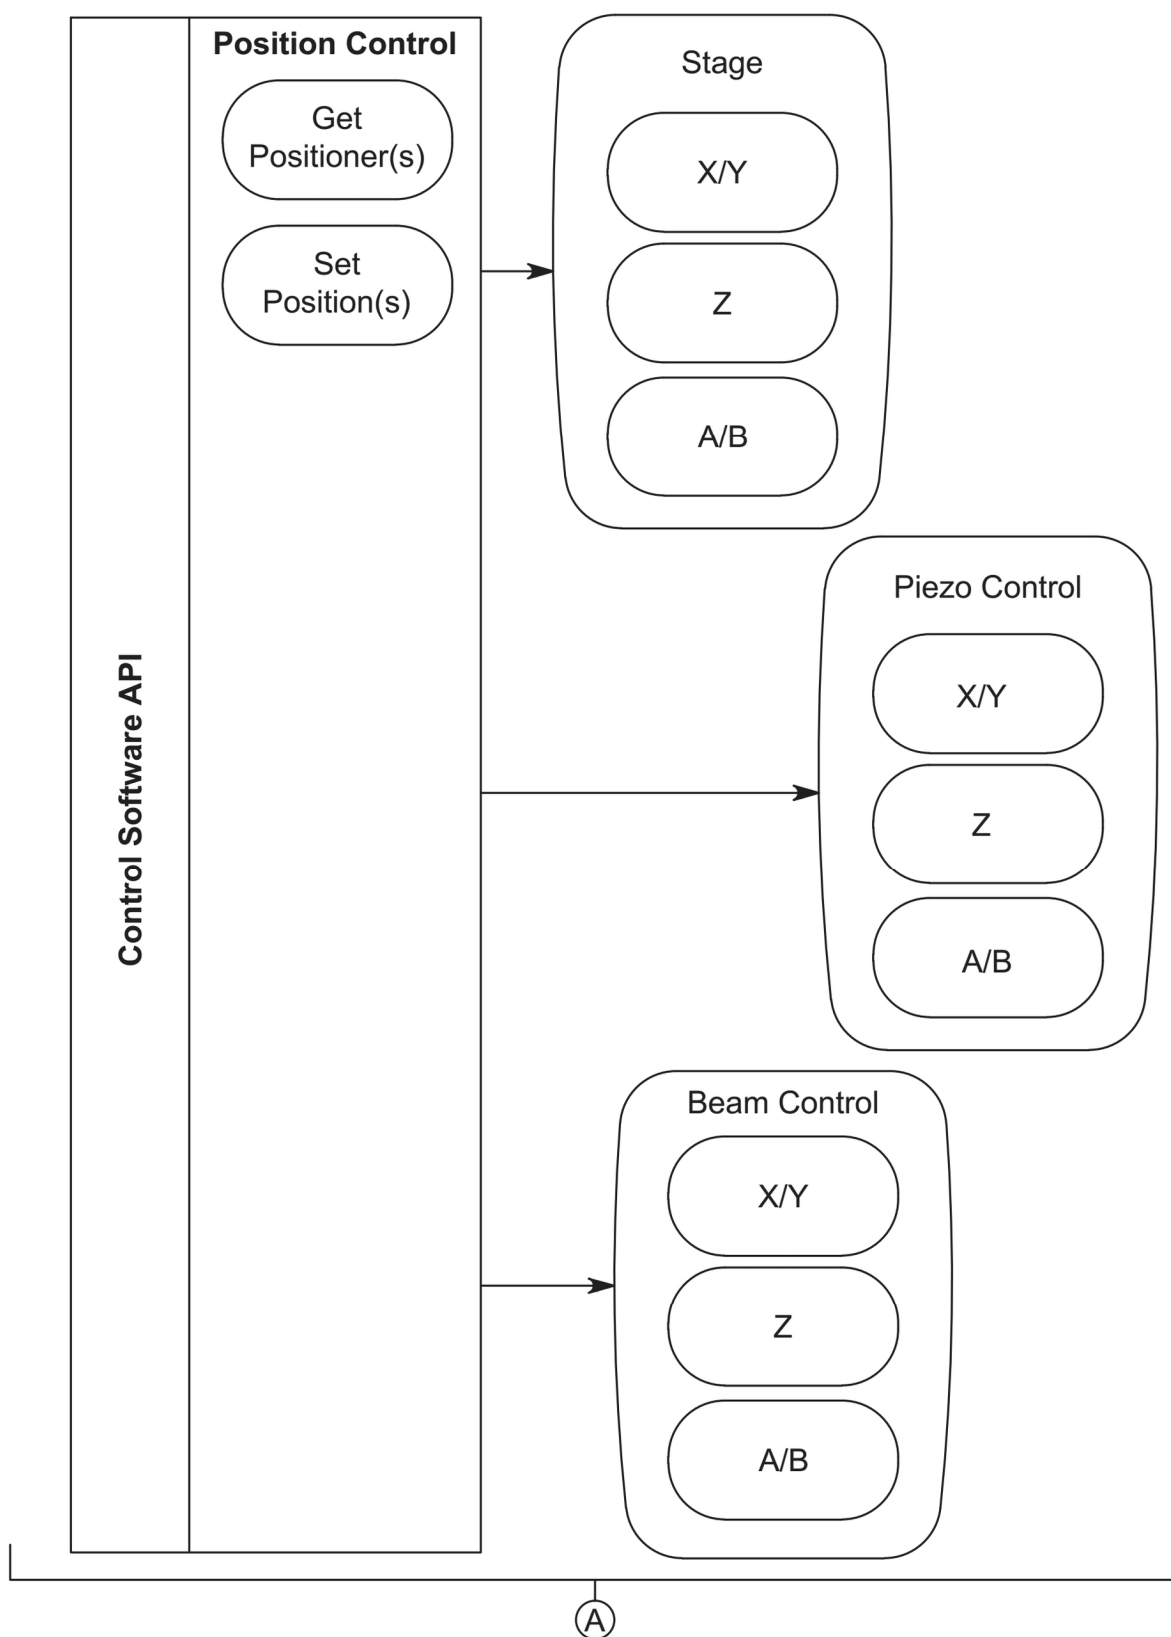 Position Control
Get
Positioner(s)
Set
Position(s)
Control Software API
Stage
X/Y
Z
A/B
Piezo Control
X/Y
Z
A/B
Beam Control
X/Y
Z
A/B
A